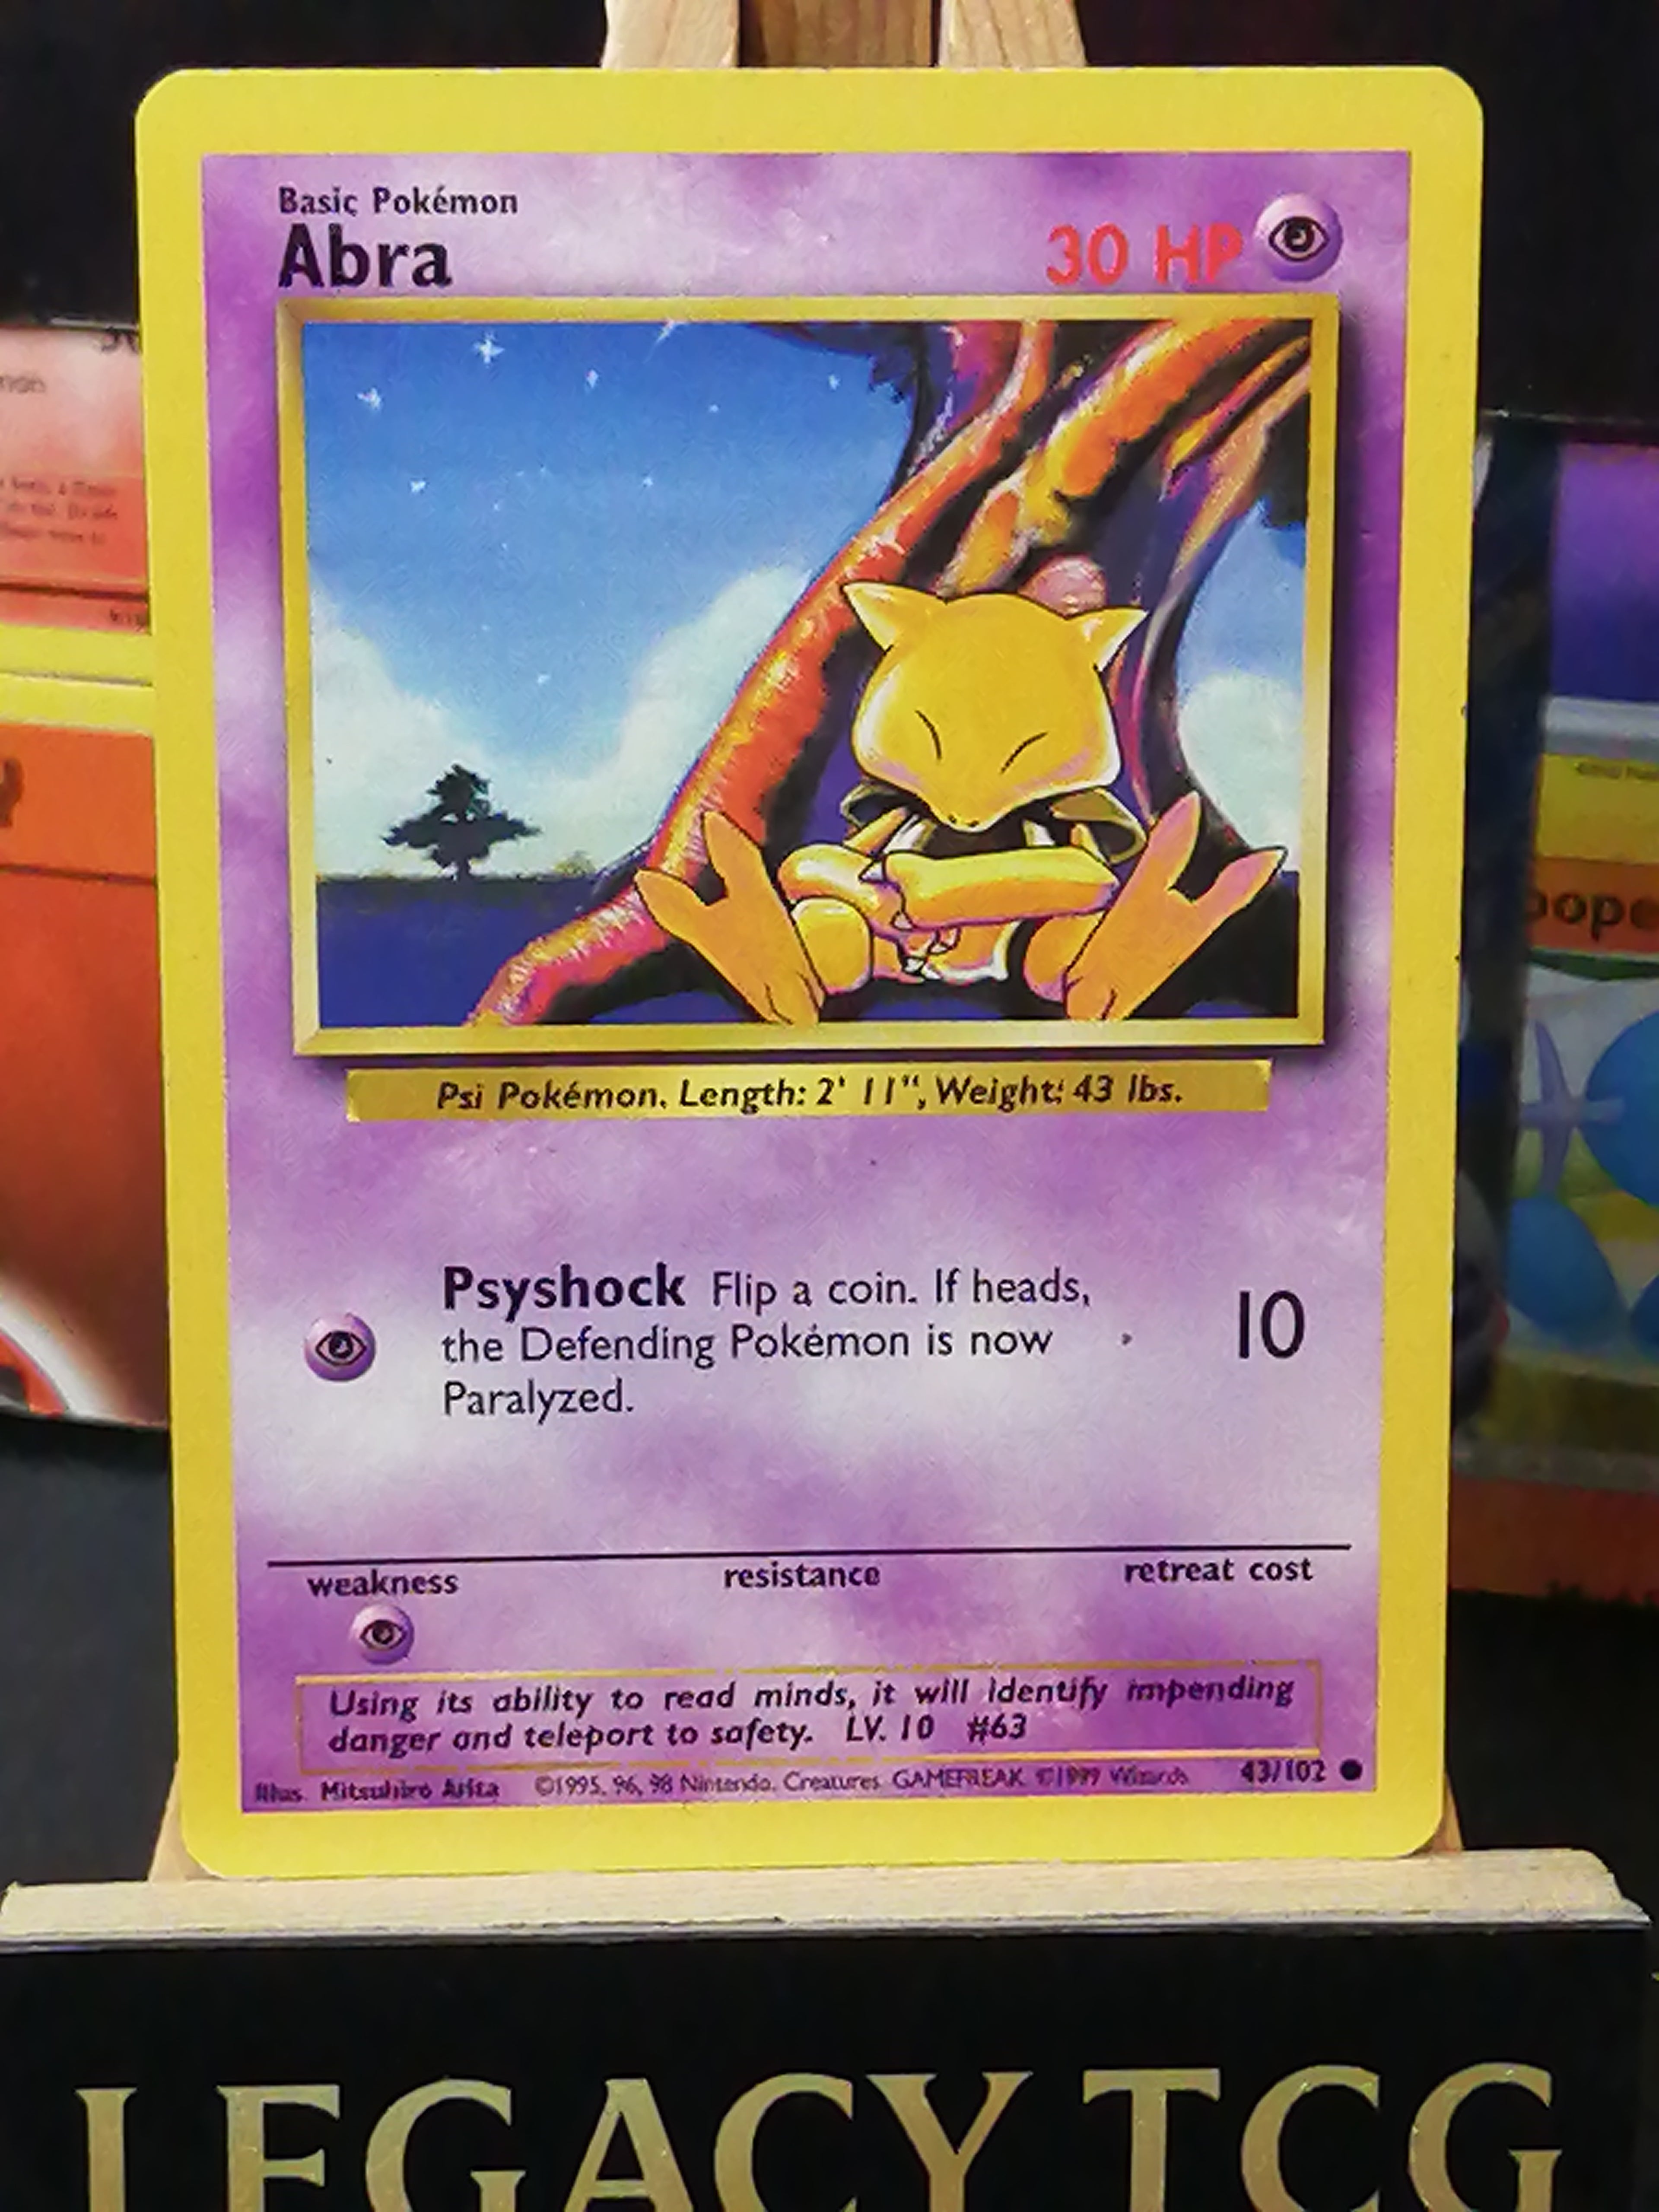 Basic Pokémon
Abra
30 HP
Psi Pokémon. Length: 2' 11", Weight: 43 lbs.
Psyshock Flip a coin. If heads,
the Defending Pokémon is now
Paralyzed.
10
weakness resistance retreat cost
Using its ability to read minds, it will identify impending
danger and teleport to safety. LV. 10 #63
Illus. Mitsuhiro Arita ©1995, 96, 98 Nintendo, Creatures, GAMEFREAK. ©1999 Wizards. 43/102
LEGACY TCG